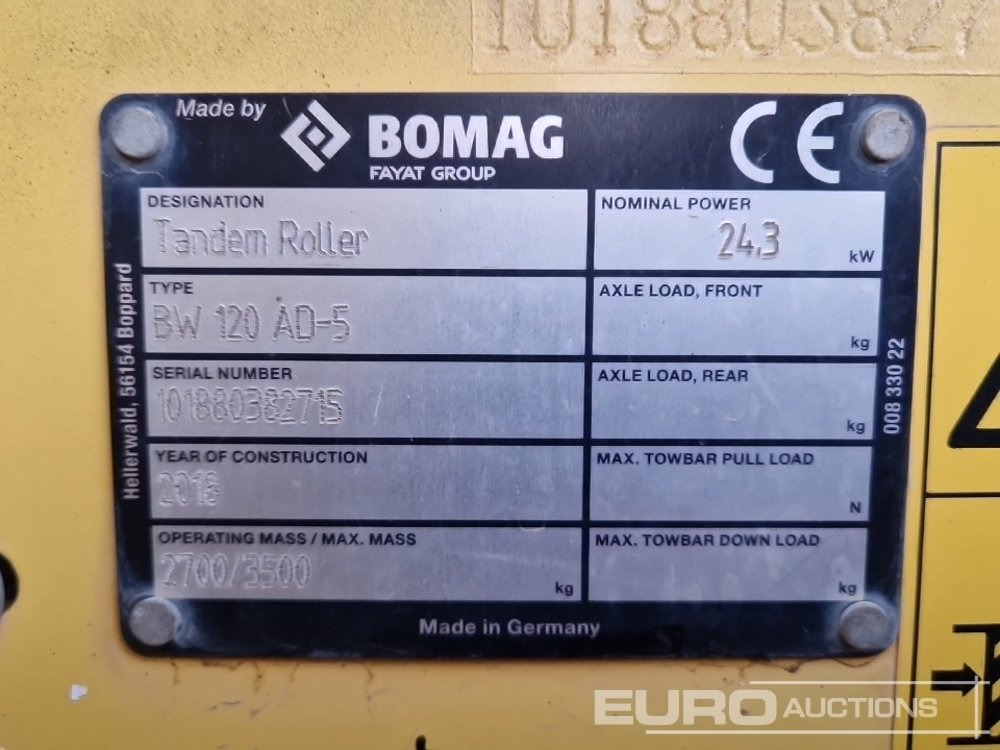 1018803827
Made by
BOMAG
FAYAT GROUP
CE
DESIGNATION
Tandem Roller
NOMINAL POWER
24,3 kW
TYPE
BW 120 AD-5
AXLE LOAD, FRONT
kg
SERIAL NUMBER
101880382715
AXLE LOAD, REAR
kg
YEAR OF CONSTRUCTION
2018
MAX. TOWBAR PULL LOAD
N
OPERATING MASS / MAX. MASS
2700/3500 kg
MAX. TOWBAR DOWN LOAD
kg
Made in Germany
Hellerwald, 56154 Boppard
008 330 22
EURO AUCTIONS